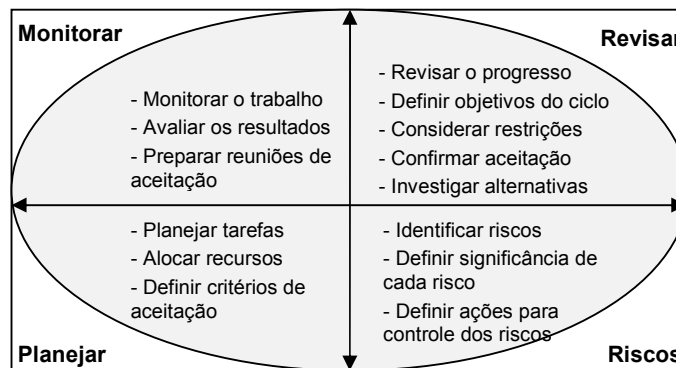 Monitorar
Revisar
- Monitorar o trabalho
- Avaliar os resultados
- Preparar reuniões de
aceitação
- Revisar o progresso
- Definir objetivos do ciclo
- Considerar restrições
- Confirmar aceitação
- Investigar alternativas
- Planejar tarefas
- Alocar recursos
- Definir critérios de
aceitação
- Identificar riscos
- Definir significância de
cada risco
- Definir ações para
controle dos riscos
Planejar
Riscos